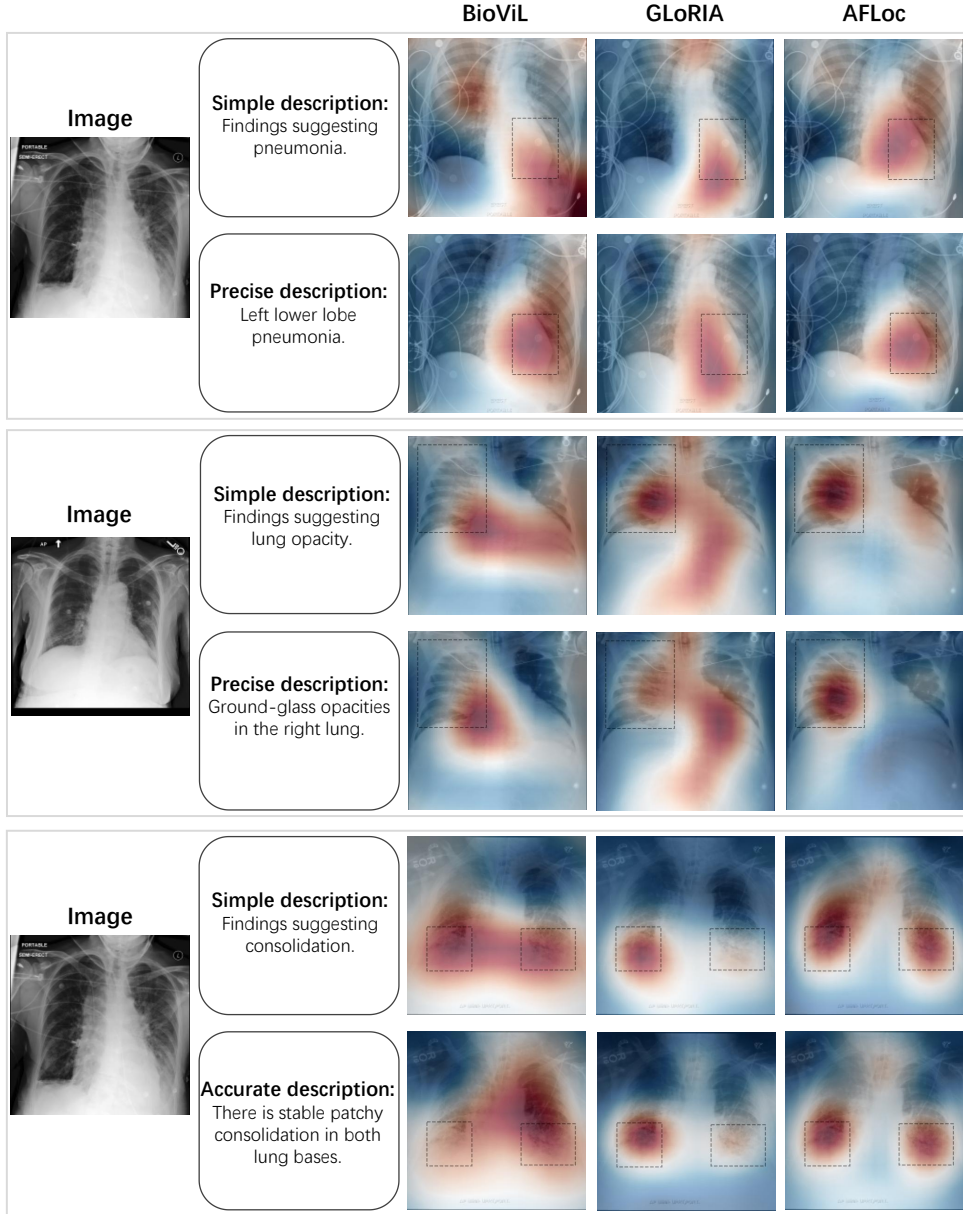 BioViL GLoRIA AFLoc
Image
PORTABLE
SEMI-ERECT
L
Simple description:
Findings suggesting
pneumonia.
Precise description:
Left lower lobe
pneumonia.
Image
AP
Simple description:
Findings suggesting
lung opacity.
Precise description:
Ground-glass opacities
in the right lung.
Image
PORTABLE
SEMI-ERECT
L
Simple description:
Findings suggesting
consolidation.
Accurate description:
There is stable patchy
consolidation in both
lung bases.